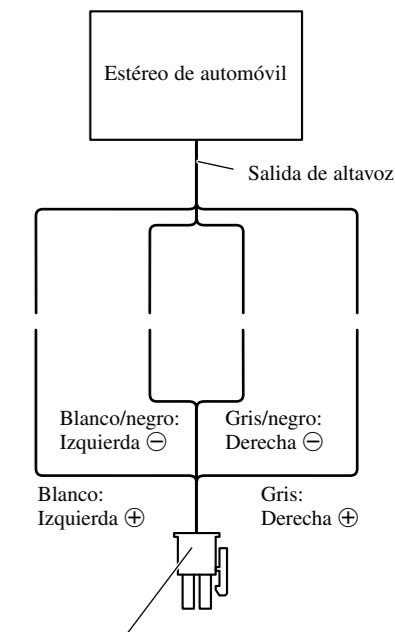 Estéreo de automóvil
Salida de altavoz
Blanco/negro:
Izquierda ⊖
Gris/negro:
Derecha ⊖
Blanco:
Izquierda ⊕
Gris:
Derecha ⊕